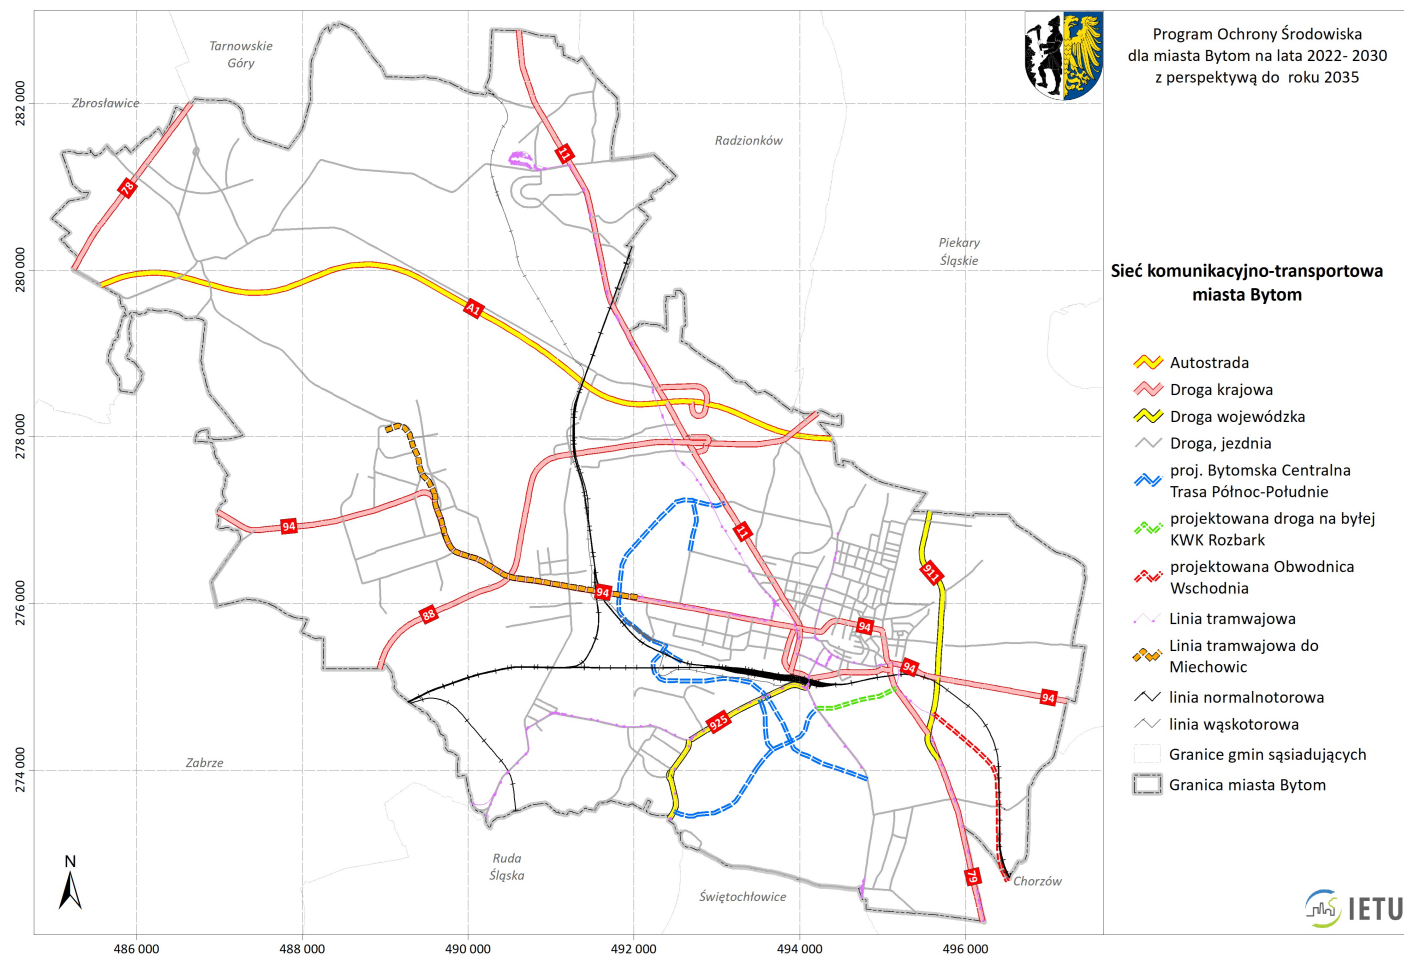 Program Ochrony Środowiska
dla miasta Bytom na lata 2022- 2030
z perspektywą do roku 2035
Sieć komunikacyjno-transportowa
miasta Bytom
Autostrada
Droga krajowa
Droga wojewódzka
Droga, jezdnia
proj. Bytomska Centralna
Trasa Północ-Południe
projektowana droga na byłej
KWK Rozbark
projektowana Obwodnica
Wschodnia
Linia tramwajowa
Linia tramwajowa do
Miechowic
linia normalnotorowa
linia wąskotorowa
Granice gmin sąsiadujących
Granica miasta Bytom
IETU
Tarnowskie
Góry
Zbrosławice
Radzionków
Piekary
Śląskie
Zabrze
Ruda
Śląska
Świętochłowice
Chorzów
N
78
11
A1
94
11
911
94
88
94
94
94
925
79
282 000
280 000
278 000
276 000
274 000
486 000
488 000
490 000
492 000
494 000
496 000